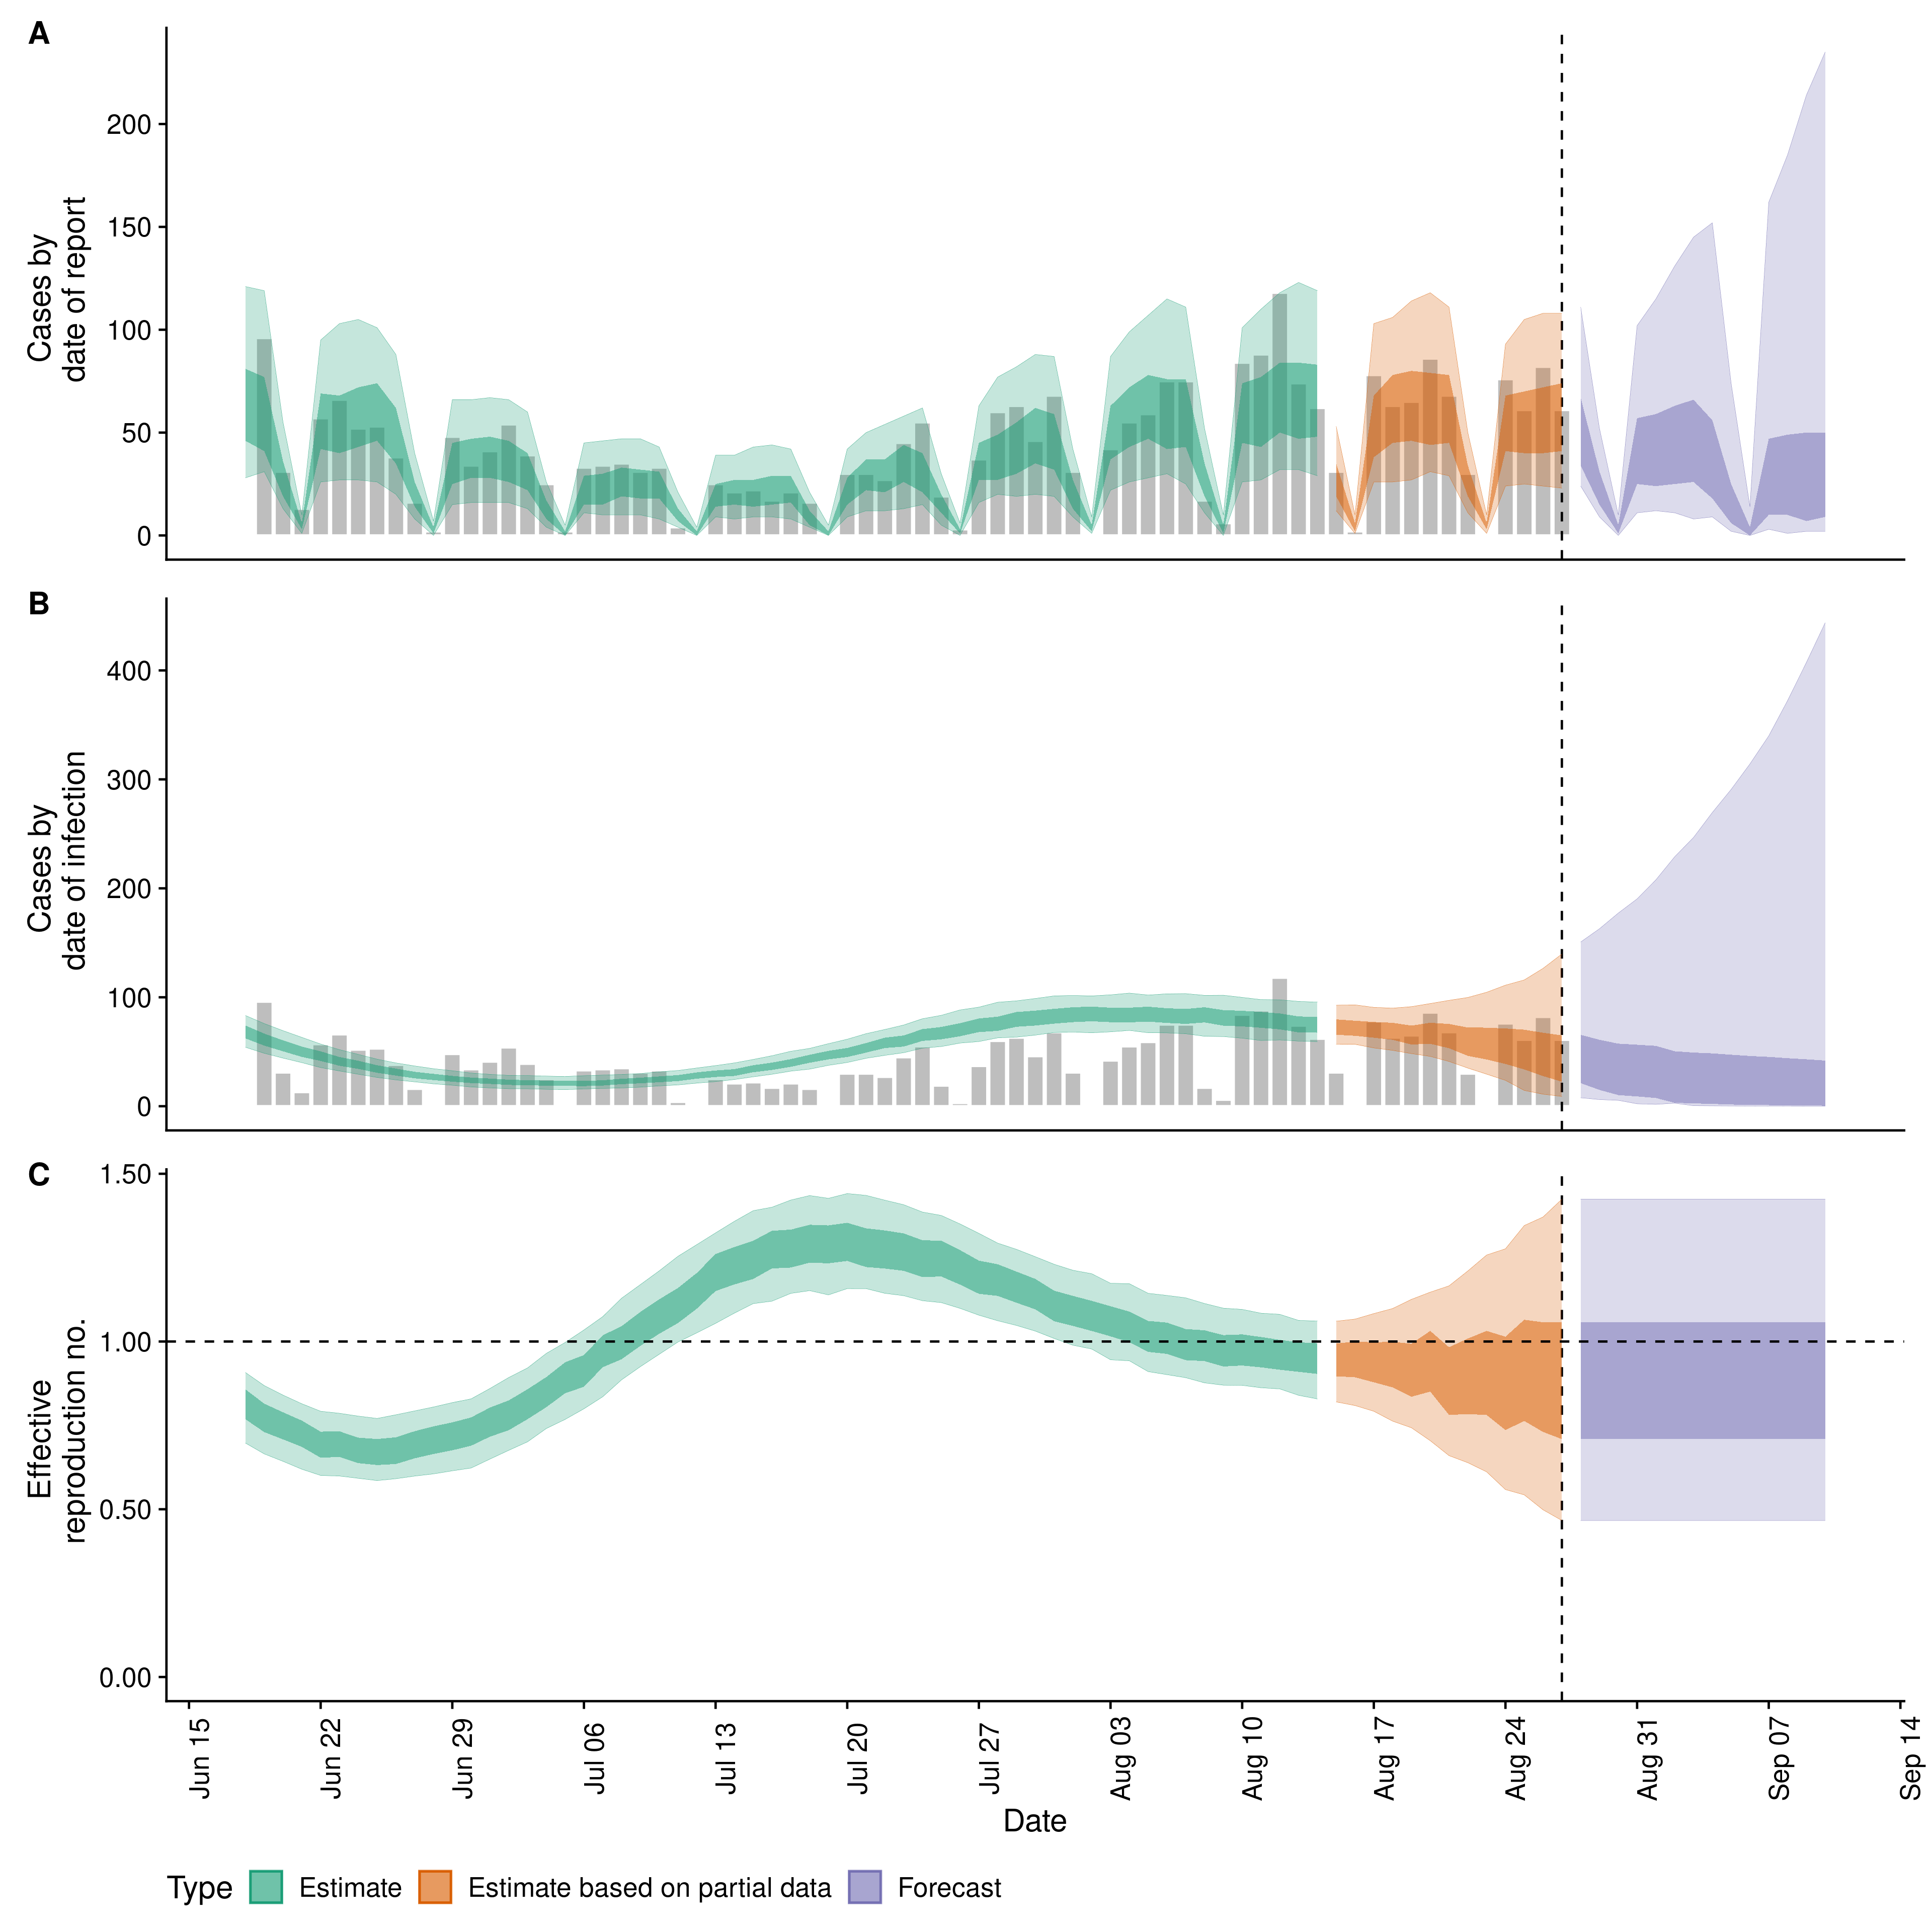 A
Cases by
date of report
200
150
100
50
0
B
Cases by
date of infection
400
300
200
100
0
C
Effective
reproduction no.
1.50
1.00
0.50
0.00
Jun 15
Jun 22
Jun 29
Jul 06
Jul 13
Jul 20
Jul 27
Aug 03
Aug 10
Aug 17
Aug 24
Aug 31
Sep 07
Sep 14
Date
Type Estimate Estimate based on partial data Forecast